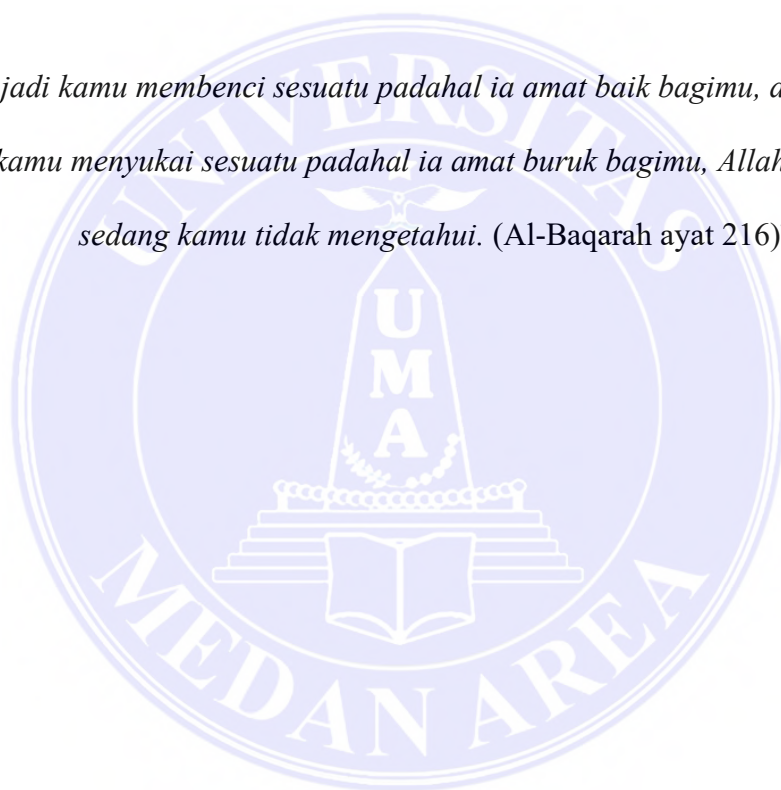 jadi kamu membenci sesuatu padahal ia amat baik bagimu,
kamu menyukai sesuatu padahal ia amat buruk bagimu, Allah
sedang kamu tidak mengetahui. (Al-Baqarah ayat 216)
UNIVERSITAS
U
M
A
MEDAN AREA